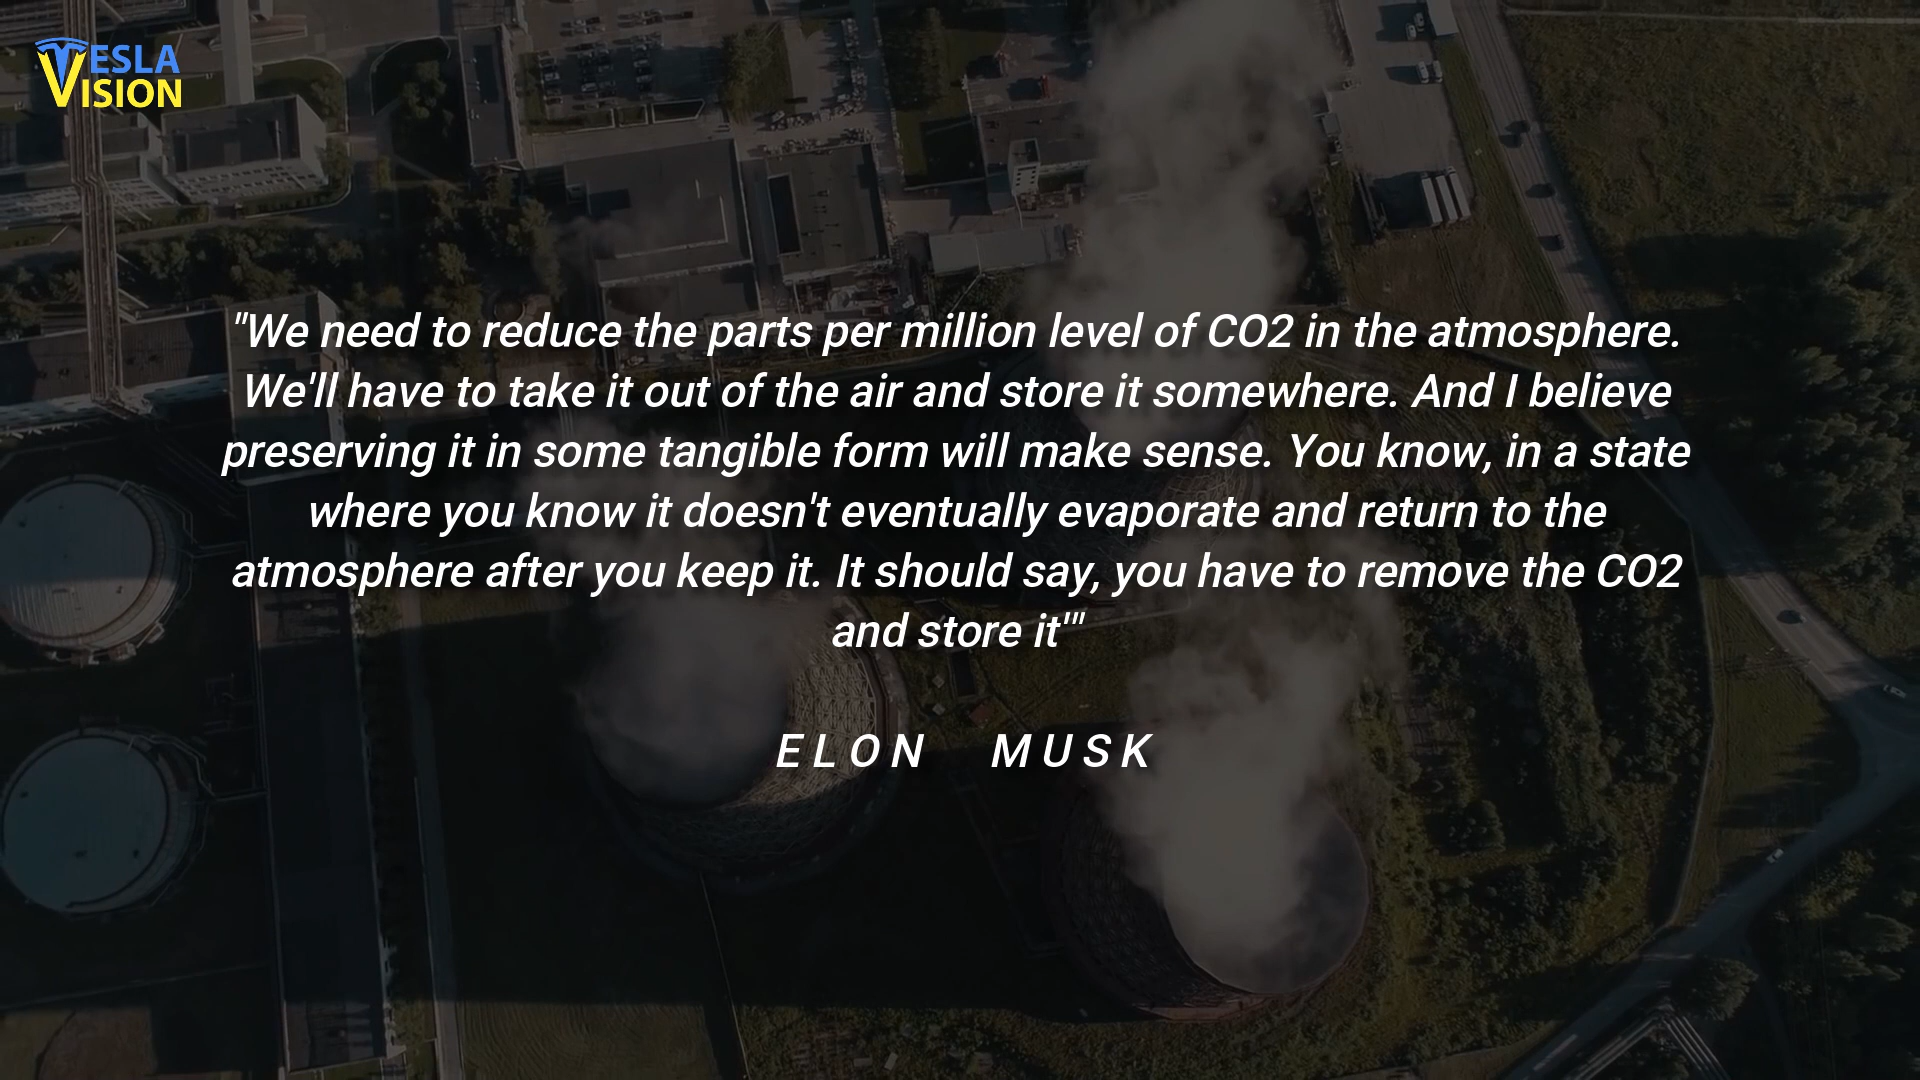 TESLA
VISION
"We need to reduce the parts per million level of CO2 in the atmosphere.
We'll have to take it out of the air and store it somewhere. And I believe
preserving it in some tangible form will make sense. You know, in a state
where you know it doesn't eventually evaporate and return to the
atmosphere after you keep it. It should say, you have to remove the CO2
and store it'"
ELON MUSK